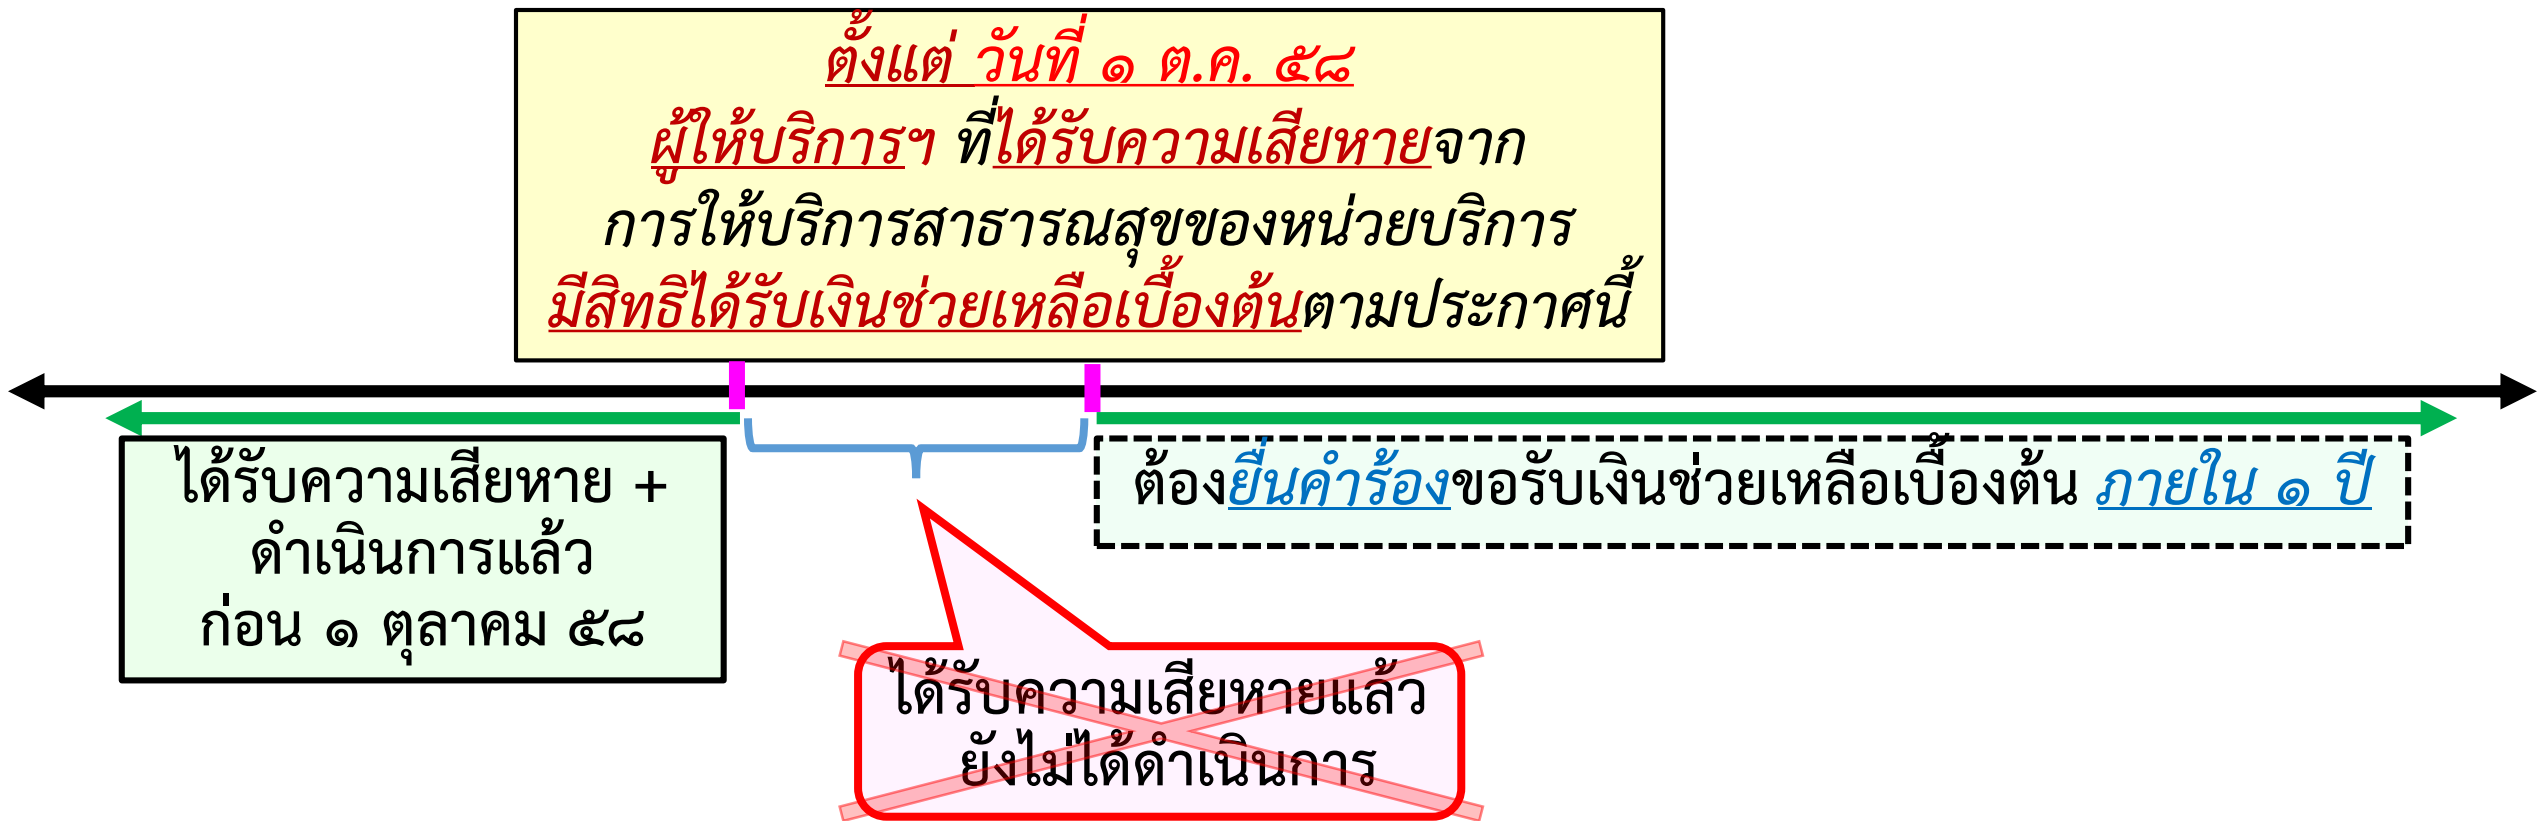 ตั้งแต่ วันที่ ๑ ต.ค. ๕๘
ผู้ให้บริการฯ ที่ได้รับความเสียหายจาก
การให้บริการสาธารณสุขของหน่วยบริการ
มีสิทธิได้รับเงินช่วยเหลือเบื้องต้นตามประกาศนี้
ได้รับความเสียหาย +
ดำเนินการแล้ว
ก่อน ๑ ตุลาคม ๕๘
ต้องยื่นคำร้องขอรับเงินช่วยเหลือเบื้องต้น ภายใน ๑ ปี
ได้รับความเสียหายแล้ว
ยังไม่ได้ดำเนินการ